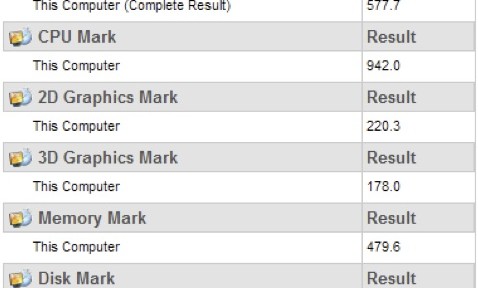 This Computer (Complete Result) 577.7
CPU Mark Result
This Computer 942.0
2D Graphics Mark Result
This Computer 220.3
3D Graphics Mark Result
This Computer 178.0
Memory Mark Result
This Computer 479.6
Disk Mark Result